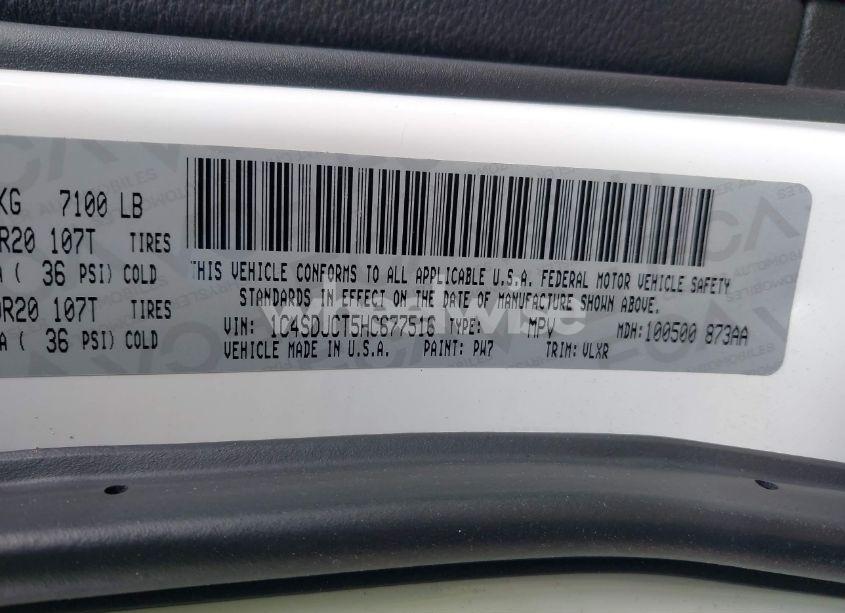 KG 7100 LB
R20 107T TIRES
A ( 36 PSI) COLD
0R20 107T TIRES
A ( 36 PSI) COLD
THIS VEHICLE CONFORMS TO ALL APPLICABLE U.S.A. FEDERAL MOTOR VEHICLE SAFETY
STANDARDS IN EFFECT ON THE DATE OF MANUFACTURE SHOWN ABOVE.
VIN: 1C4SDJCT5HC677516 TYPE: MPV MDH:100500 873AA
VEHICLE MADE IN U.S.A. PAINT: PW7 TRIM: VLXR
wheelwise